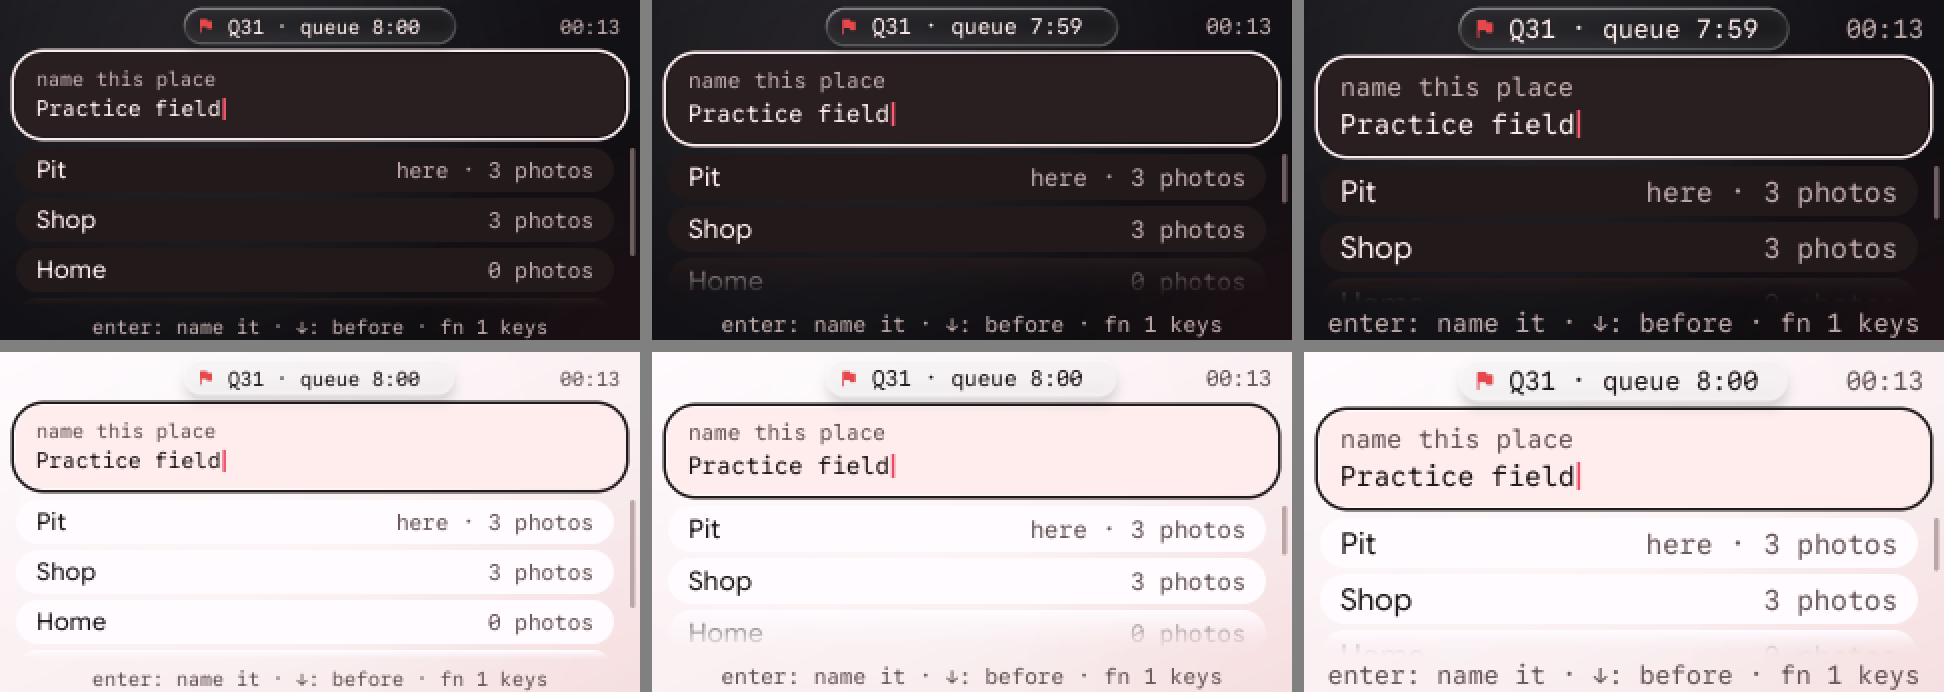 Q31 · queue 8:00 00:13
name this place
Practice field
Pit here · 3 photos
Shop 3 photos
Home 0 photos
enter: name it · ↓: before · fn 1 keys
Q31 · queue 7:59 00:13
name this place
Practice field
Pit here · 3 photos
Shop 3 photos
Home 0 photos
enter: name it · ↓: before · fn 1 keys
Q31 · queue 7:59 00:13
name this place
Practice field
Pit here · 3 photos
Shop 3 photos
enter: name it · ↓: before · fn 1 keys
Q31 · queue 8:00 00:13
name this place
Practice field
Pit here · 3 photos
Shop 3 photos
Home 0 photos
enter: name it · ↓: before · fn 1 keys
Q31 · queue 8:00 00:13
name this place
Practice field
Pit here · 3 photos
Shop 3 photos
Home 0 photos
enter: name it · ↓: before · fn 1 keys
Q31 · queue 8:00 00:13
name this place
Practice field
Pit here · 3 photos
Shop 3 photos
enter: name it · ↓: before · fn 1 keys